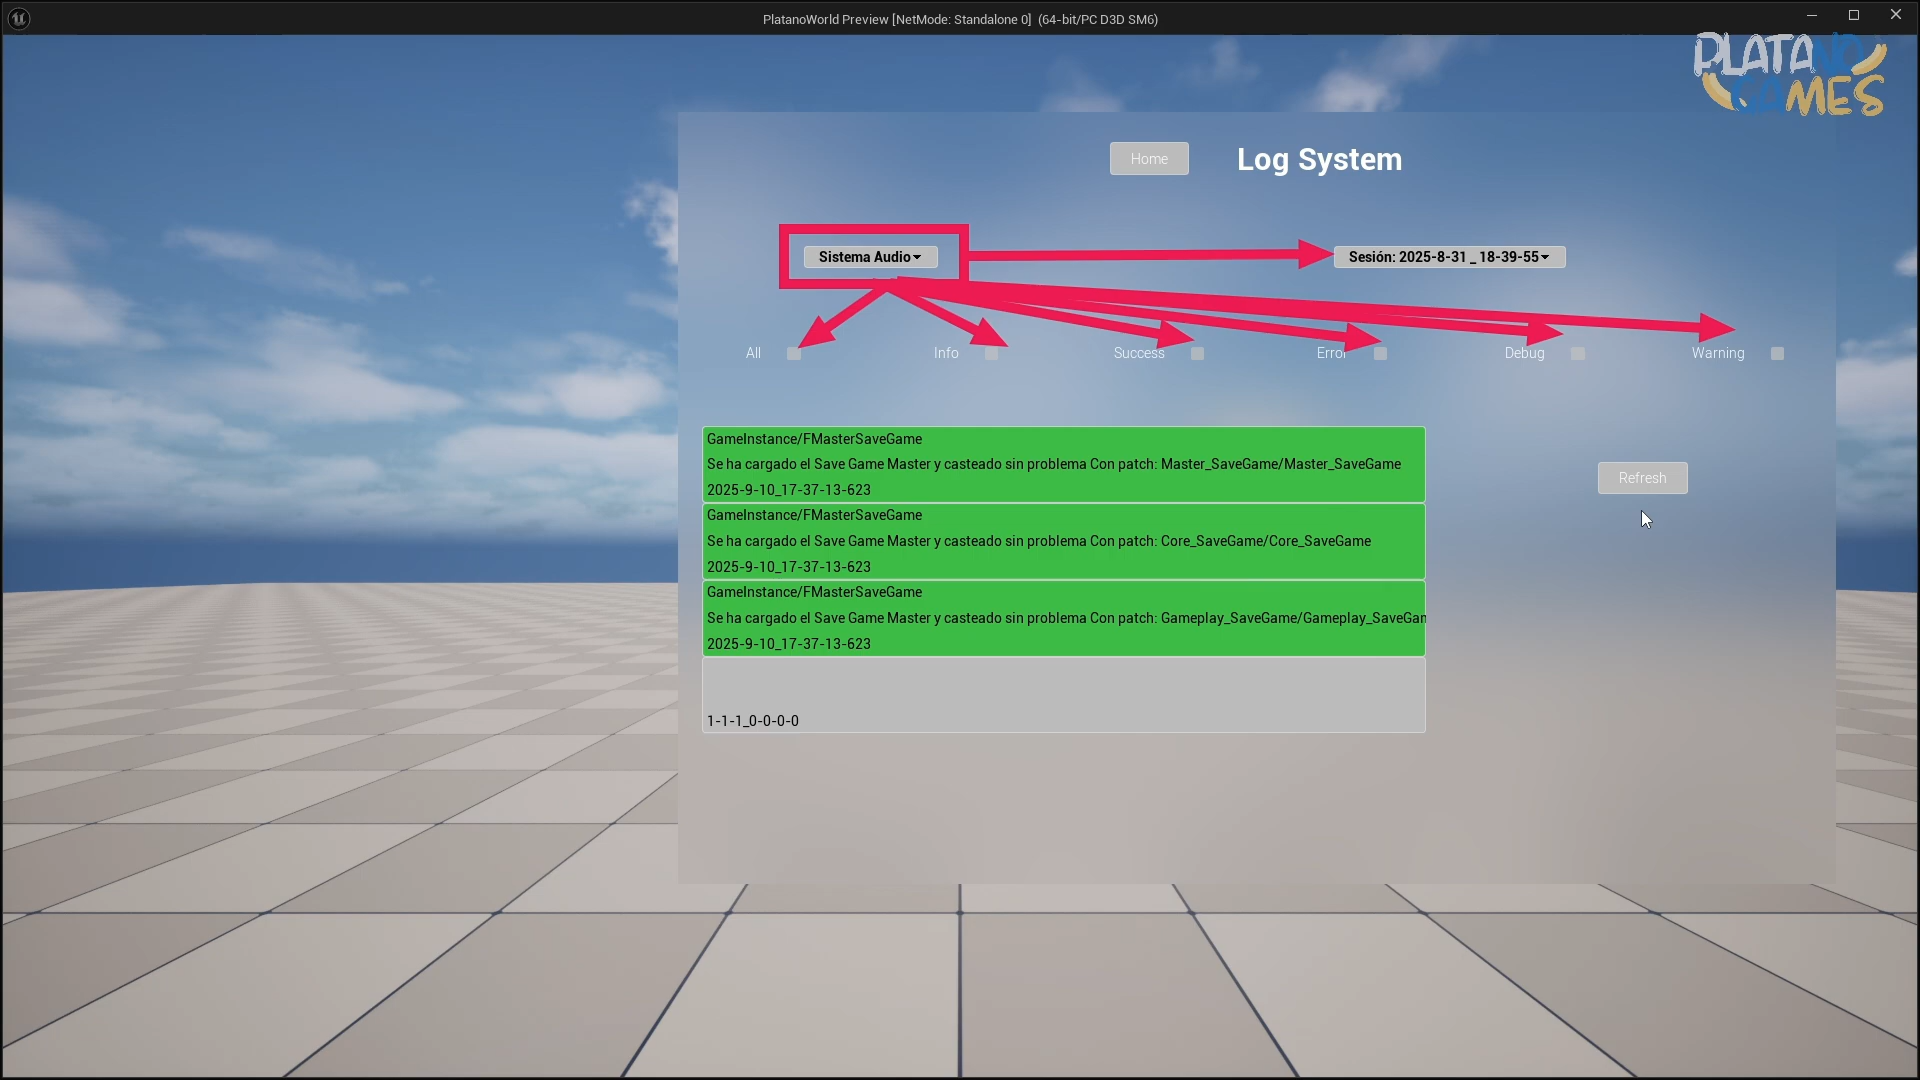 PlatanoWorld Preview [NetMode: Standalone 0] (64-bit/PC D3D SM6)
PLATANO
GAMES
Home
Log System
Sistema Audio
Sesión: 2025-8-31 _ 18-39-55
All
Info
Success
Error
Debug
Warning
GameInstance/FMasterSaveGame
Se ha cargado el Save Game Master y casteado sin problema Con patch: Master_SaveGame/Master_SaveGame
2025-9-10_17-37-13-623
GameInstance/FMasterSaveGame
Se ha cargado el Save Game Master y casteado sin problema Con patch: Core_SaveGame/Core_SaveGame
2025-9-10_17-37-13-623
GameInstance/FMasterSaveGame
Se ha cargado el Save Game Master y casteado sin problema Con patch: Gameplay_SaveGame/Gameplay_SaveGan
2025-9-10_17-37-13-623
1-1-1_0-0-0-0
Refresh